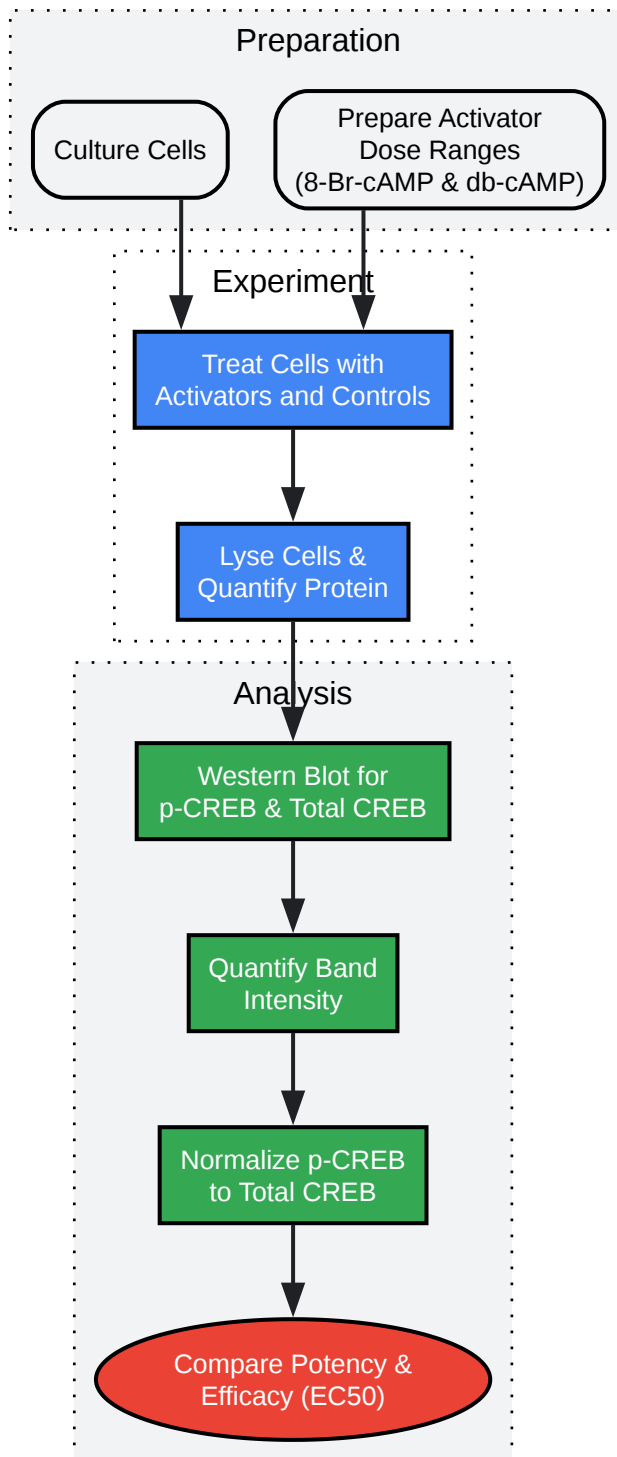 Preparation
Culture Cells
Prepare Activator
Dose Ranges
(8-Br-cAMP & db-cAMP)
Experiment
Treat Cells with
Activators and Controls
Lyse Cells &
Quantify Protein
Analysis
Western Blot for
p-CREB & Total CREB
Quantify Band
Intensity
Normalize p-CREB
to Total CREB
Compare Potency &
Efficacy (EC50)